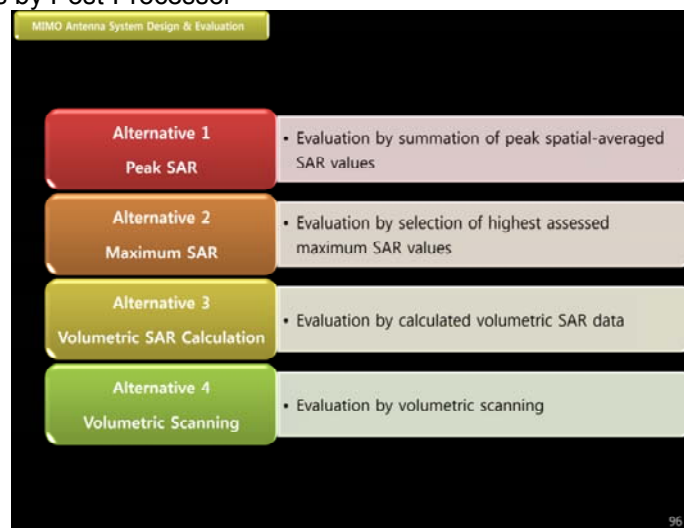 s by Post Processor
MIMO Antenna System Design & Evaluation
Alternative 1
Peak SAR
• Evaluation by summation of peak spatial-averaged
SAR values
Alternative 2
Maximum SAR
• Evaluation by selection of highest assessed
maximum SAR values
Alternative 3
Volumetric SAR Calculation
• Evaluation by calculated volumetric SAR data
Alternative 4
Volumetric Scanning
• Evaluation by volumetric scanning
96